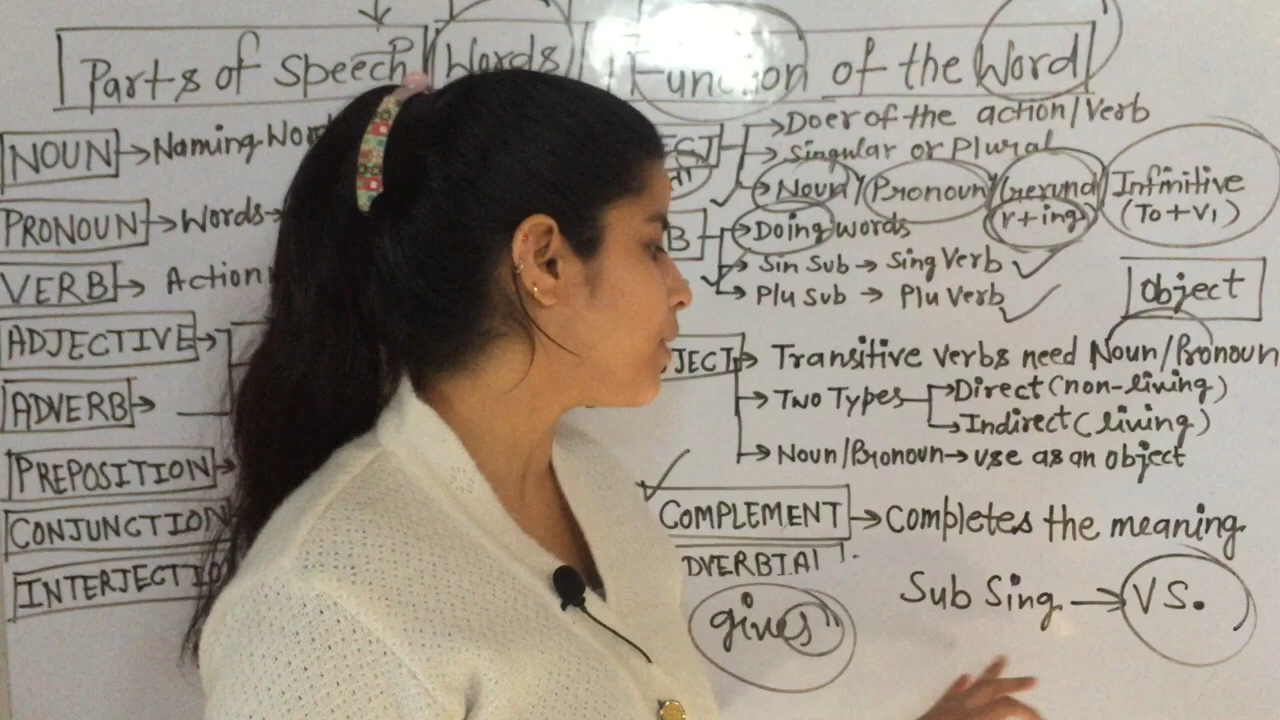 Parts of Speech Words
Function of the Word
NOUN → Naming
PRONOUN → Words →
VERB → Action
ADJECTIVE →
ADVERB →
PREPOSITION →
CONJUNCTION
→ Doer of the action/Verb
→ Singular or Plural
→ Noun/Pronoun/Gerund Infinitive
(To+V1)
→ Doing words
→ Sin Sub → Sing Verb ✓
→ Plu Sub → Plu Verb ✓
Object
→ Transitive Verbs need Noun/Pronoun
→ Two Types → Direct (non-living)
→ Indirect (living)
→ Noun/Pronoun → use as an object
COMPLEMENT → Completes the meaning
gives
Sub Sing → VS.